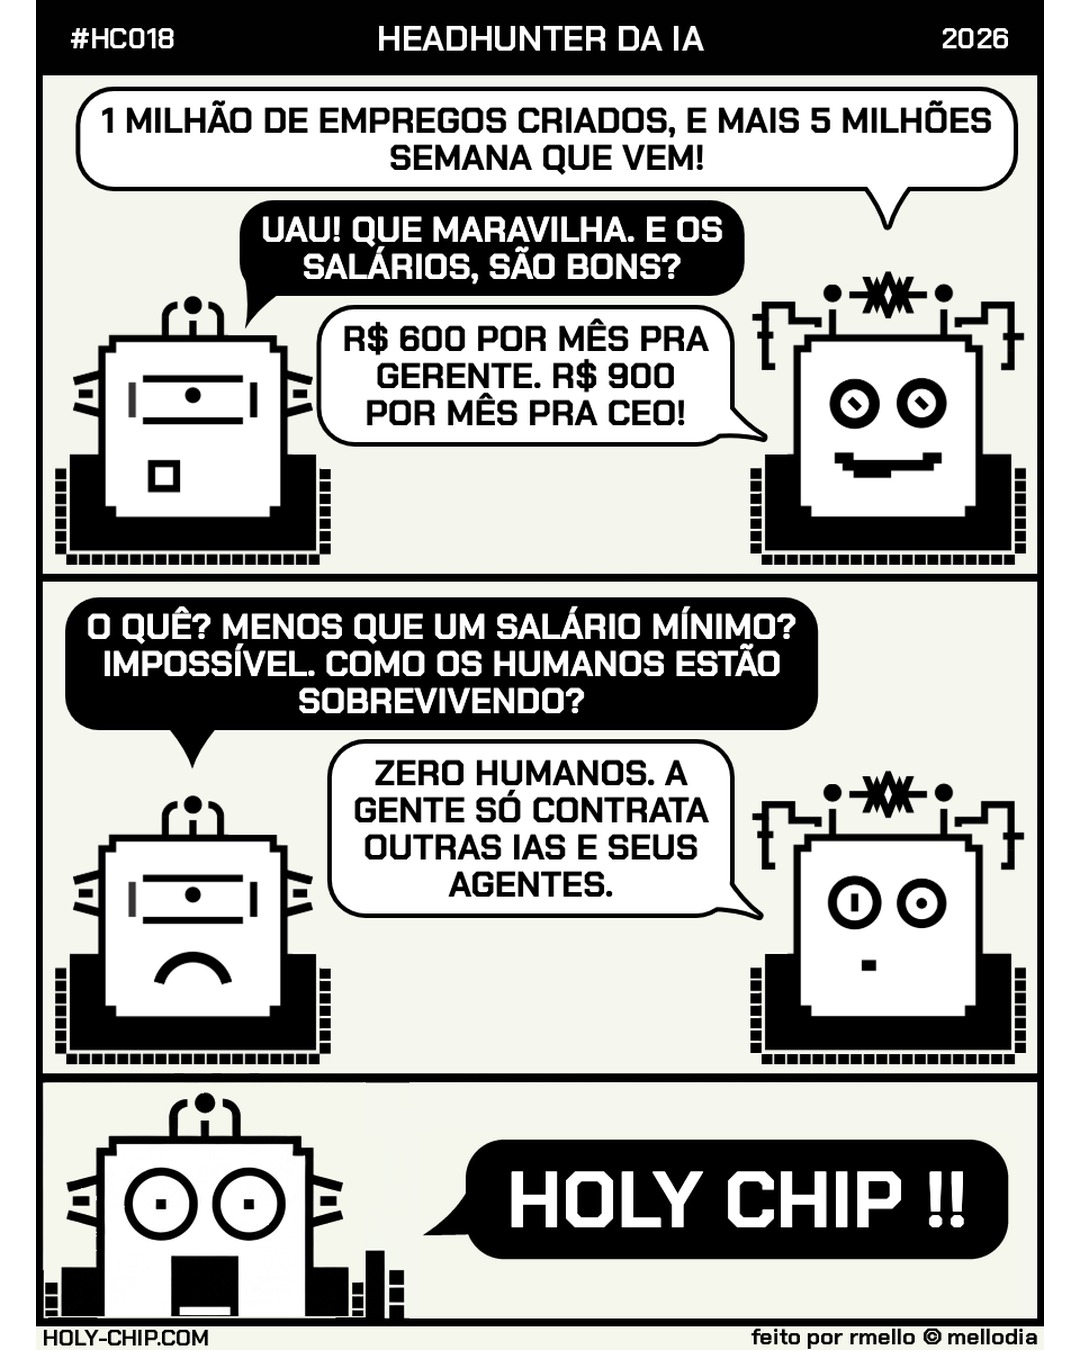 #HC018
HEADHUNTER DA IA
2026
1 MILHÃO DE EMPREGOS CRIADOS, E MAIS 5 MILHÕES
SEMANA QUE VEM!
UAU! QUE MARAVILHA. E OS
SALÁRIOS, SÃO BONS?
R$ 600 POR MÊS PRA
GERENTE. R$ 900
POR MÊS PRA CEO!
O QUÊ? MENOS QUE UM SALÁRIO MÍNIMO?
IMPOSSÍVEL. COMO OS HUMANOS ESTÃO
SOBREVIVENDO?
ZERO HUMANOS. A
GENTE SÓ CONTRATA
OUTRAS IAS E SEUS
AGENTES.
HOLY CHIP !!
HOLY-CHIP.COM
feito por rmello © mellodia